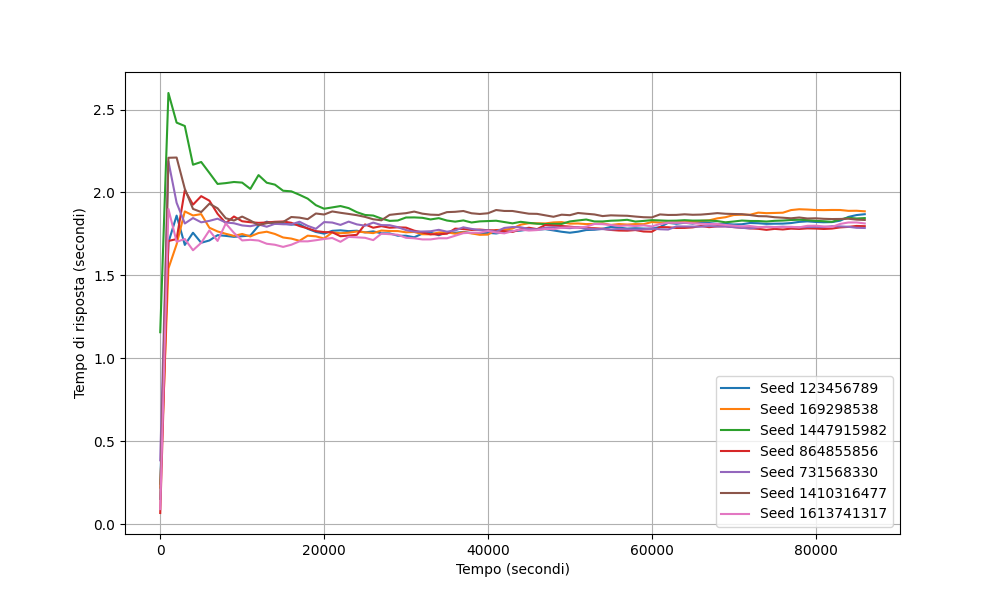 2.5
2.0
1.5
1.0
0.5
0.0
Tempo di risposta (secondi)
0 20000 40000 60000 80000
Tempo (secondi)
Seed 123456789
Seed 169298538
Seed 1447915982
Seed 864855856
Seed 731568330
Seed 1410316477
Seed 1613741317